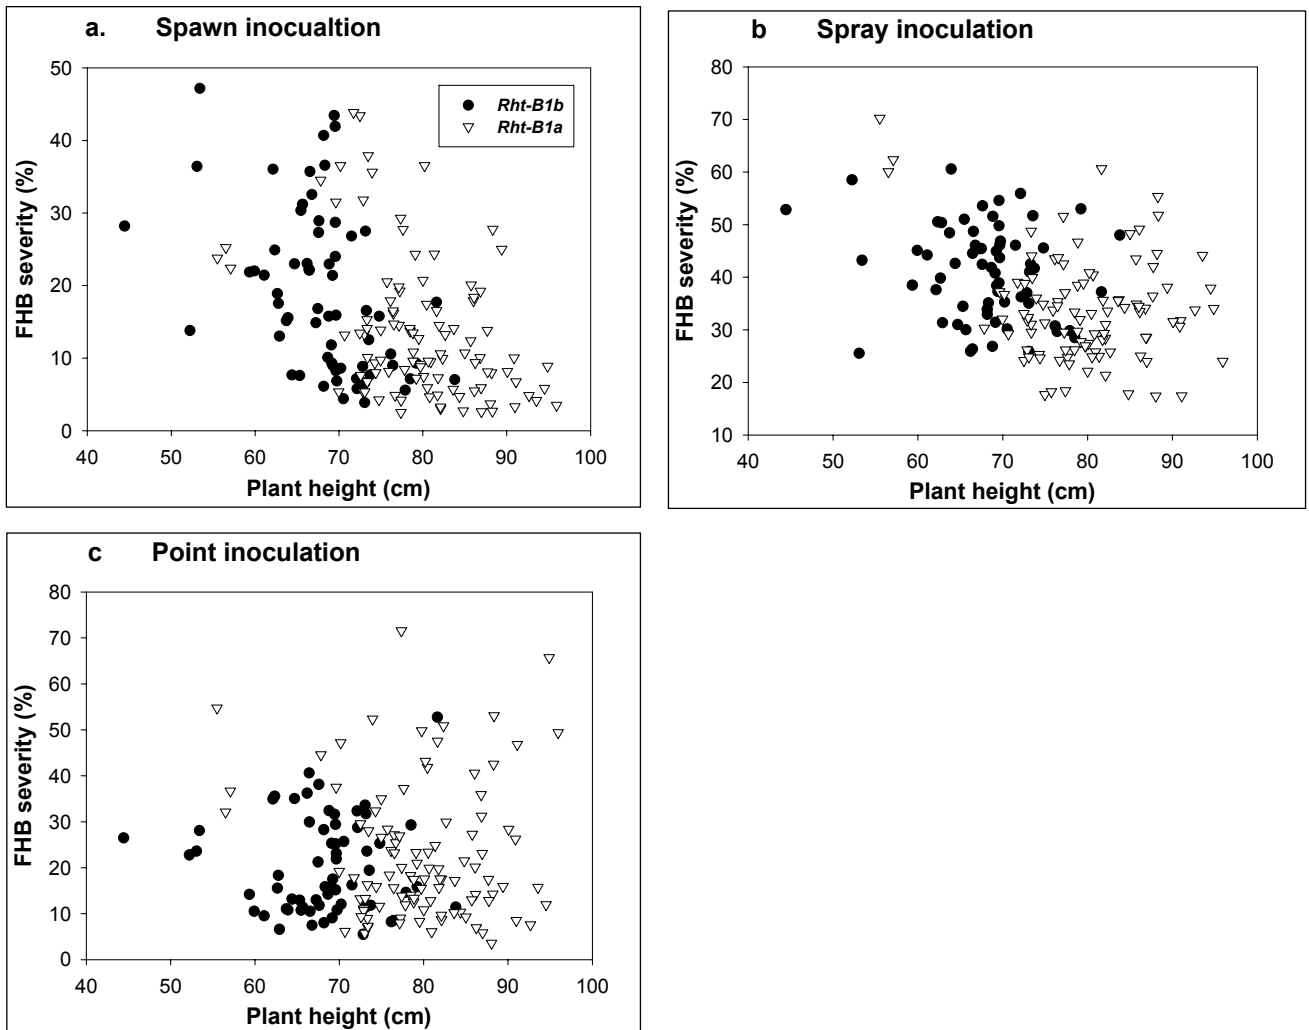 a. Spawn inocualtion
50
40
30
20
10
0
FHB severity (%)
Rht-B1b
Rht-B1a
40 50 60 70 80 90 100
Plant height (cm)
b Spray inoculation
80
70
60
50
40
30
20
10
FHB severity (%)
40 50 60 70 80 90 100
Plant height (cm)
c Point inoculation
80
70
60
50
40
30
20
10
0
FHB severity (%)
40 50 60 70 80 90 100
Plant height (cm)